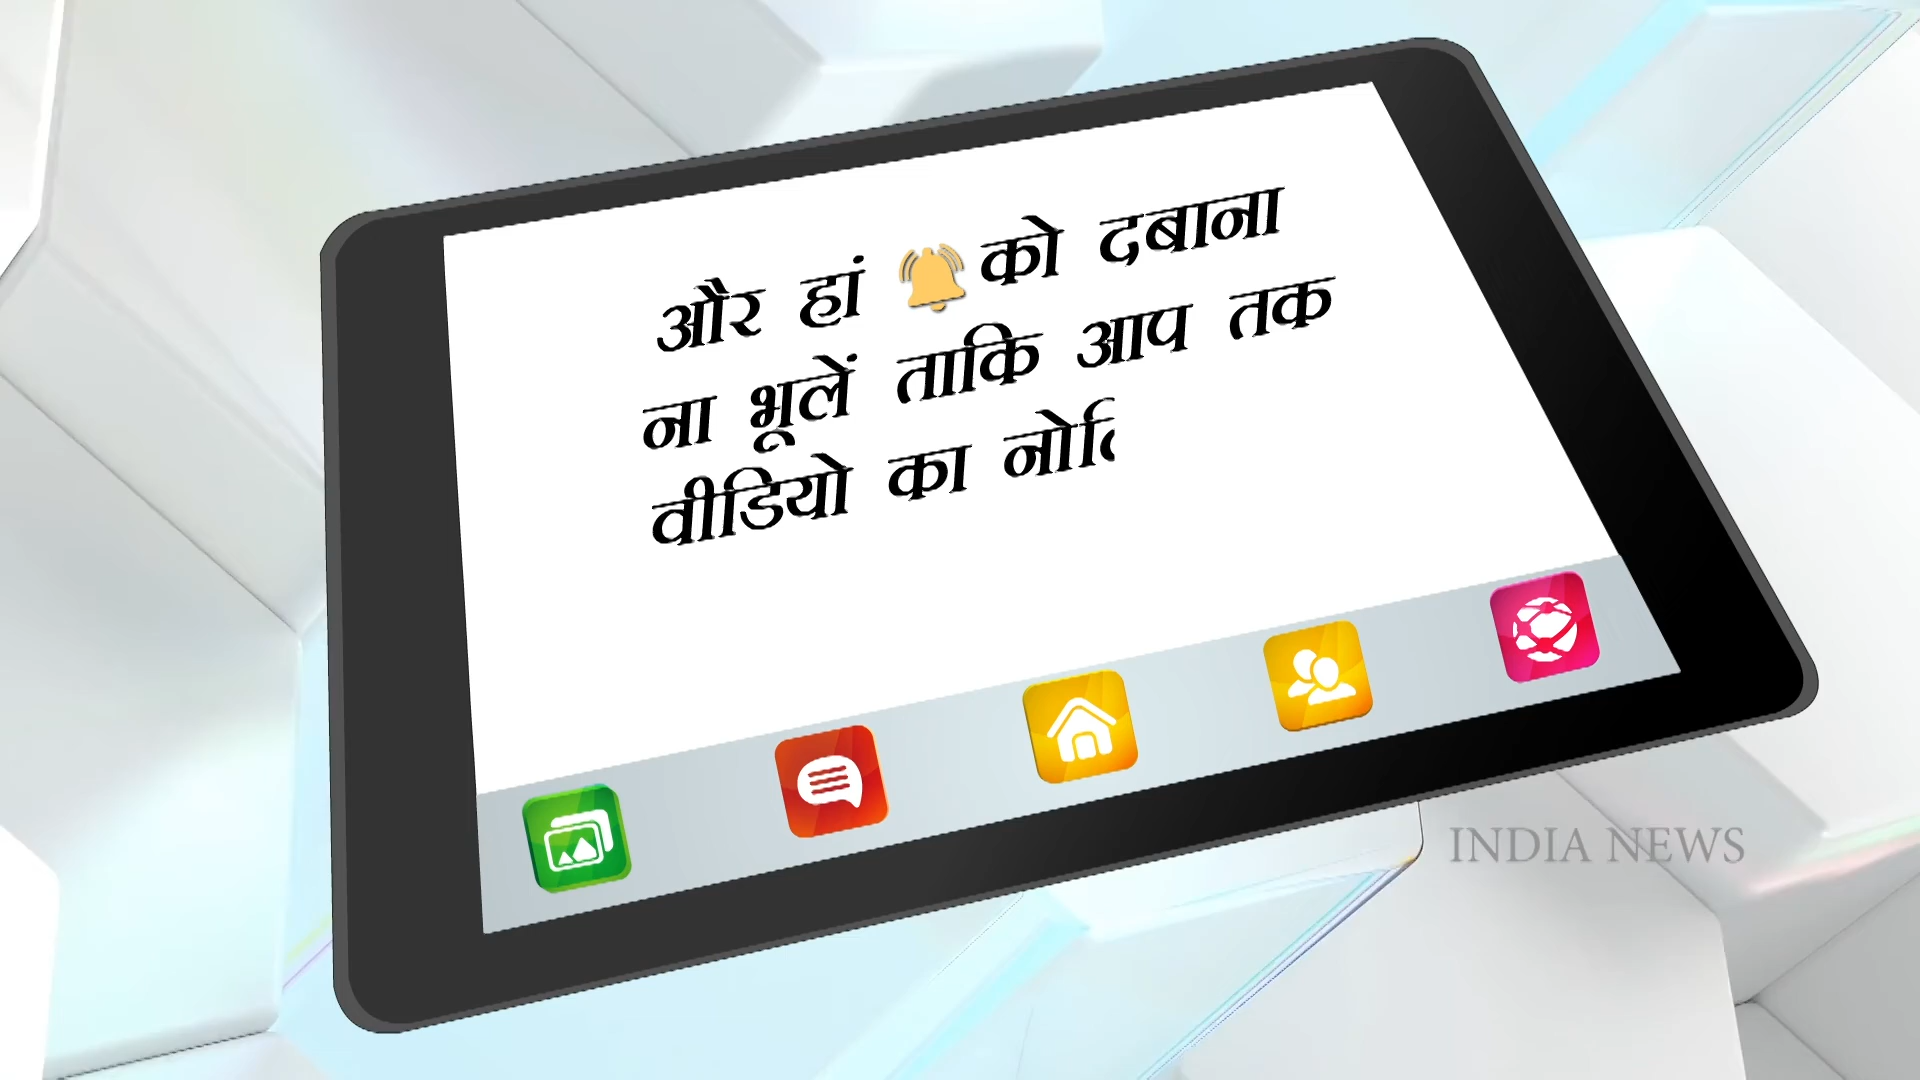 और हां 🔔 को दबाना
ना भूलें ताकि आप तक
वीडियो का
INDIA NEWS